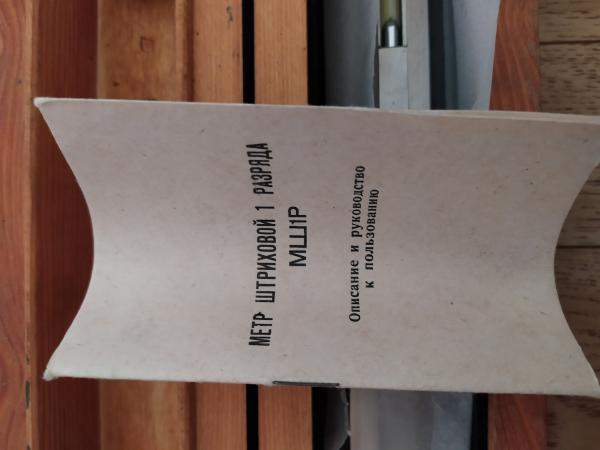 МЕТР ШТРИХОВОЙ 1 РАЗРЯДА
МШ1Р
Описание и руководство
к пользованию